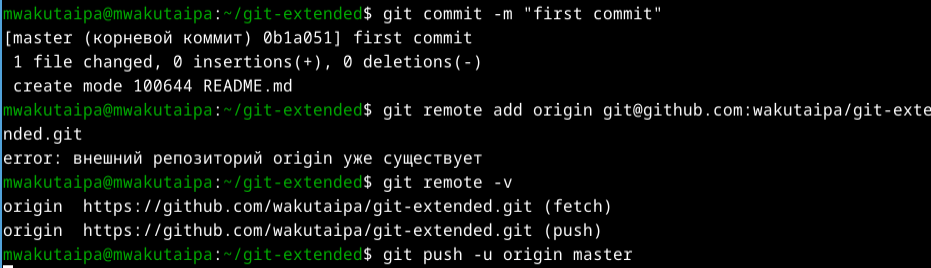 mwakutaipa@mwakutaipa:~/git-extended$ git commit -m "first commit"
[master (корневой коммит) 0b1a051] first commit
 1 file changed, 0 insertions(+), 0 deletions(-)
 create mode 100644 README.md
mwakutaipa@mwakutaipa:~/git-extended$ git remote add origin git@github.com:wakutaipa/git-exte
nded.git
error: внешний репозиторий origin уже существует
mwakutaipa@mwakutaipa:~/git-extended$ git remote -v
origin  https://github.com/wakutaipa/git-extended.git (fetch)
origin  https://github.com/wakutaipa/git-extended.git (push)
mwakutaipa@mwakutaipa:~/git-extended$ git push -u origin master